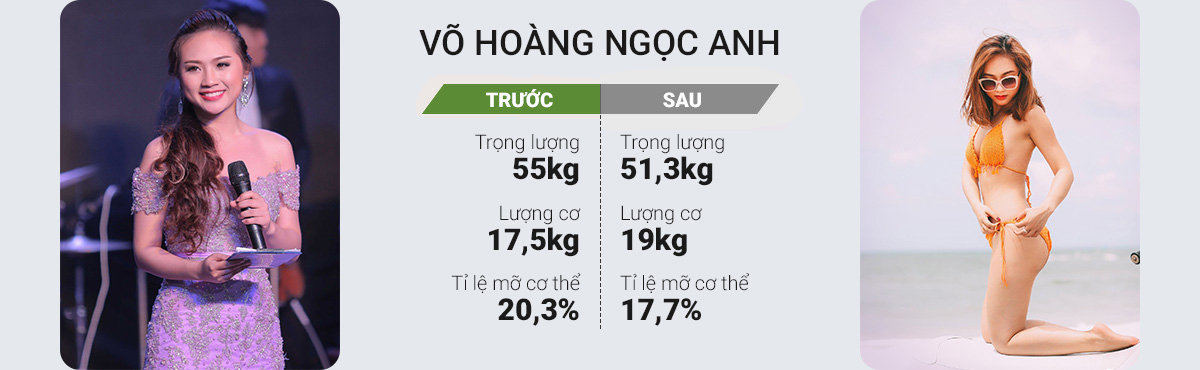 VÕ HOÀNG NGỌC ANH
TRƯỚC
SAU
Trọng lượng
55kg
Trọng lượng
51,3kg
Lượng cơ
17,5kg
Lượng cơ
19kg
Tỉ lệ mỡ cơ thể
20,3%
Tỉ lệ mỡ cơ thể
17,7%